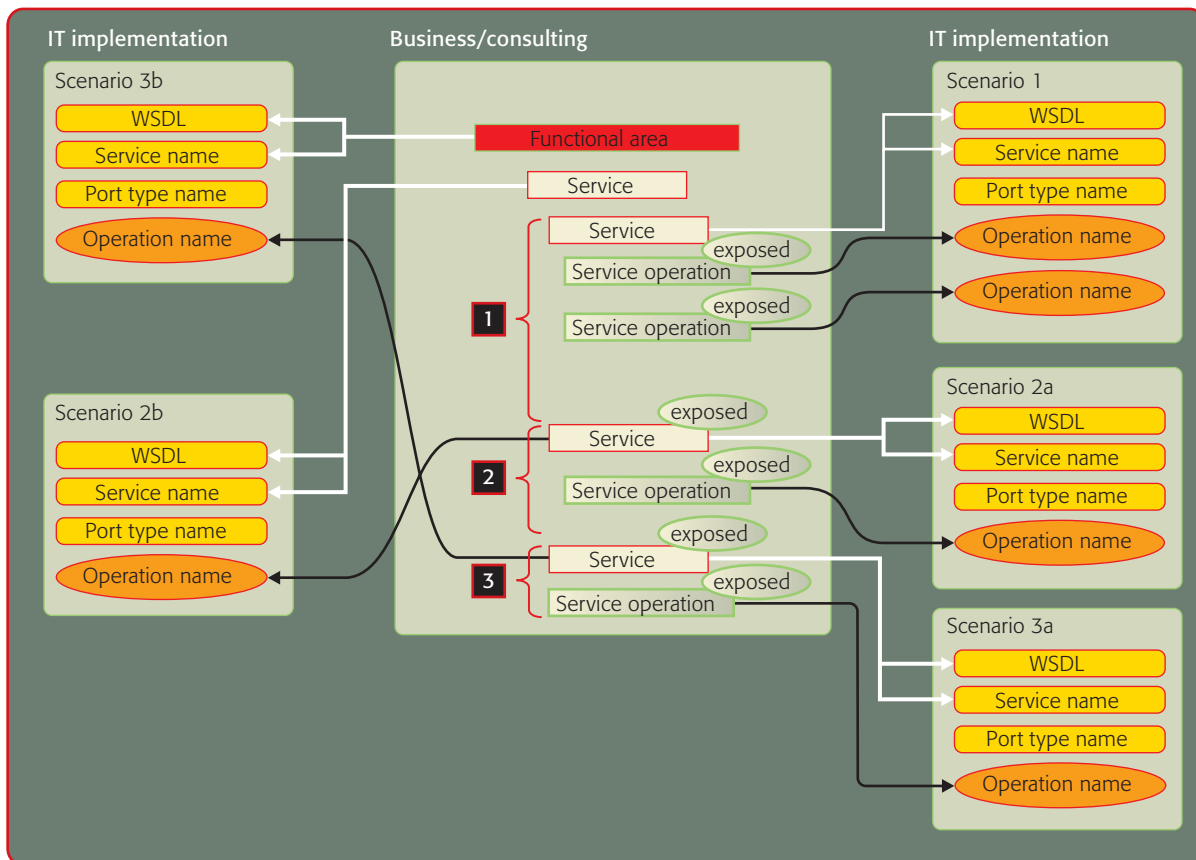 IT implementation
Business/consulting
IT implementation
Scenario 3b
WSDL
Service name
Port type name
Operation name
Scenario 2b
WSDL
Service name
Port type name
Operation name
Functional area
Service
Service
exposed
Service operation
exposed
Service operation
1
exposed
Service
exposed
Service operation
2
exposed
Service
exposed
Service operation
3
Scenario 1
WSDL
Service name
Port type name
Operation name
Operation name
Scenario 2a
WSDL
Service name
Port type name
Operation name
Scenario 3a
WSDL
Service name
Port type name
Operation name